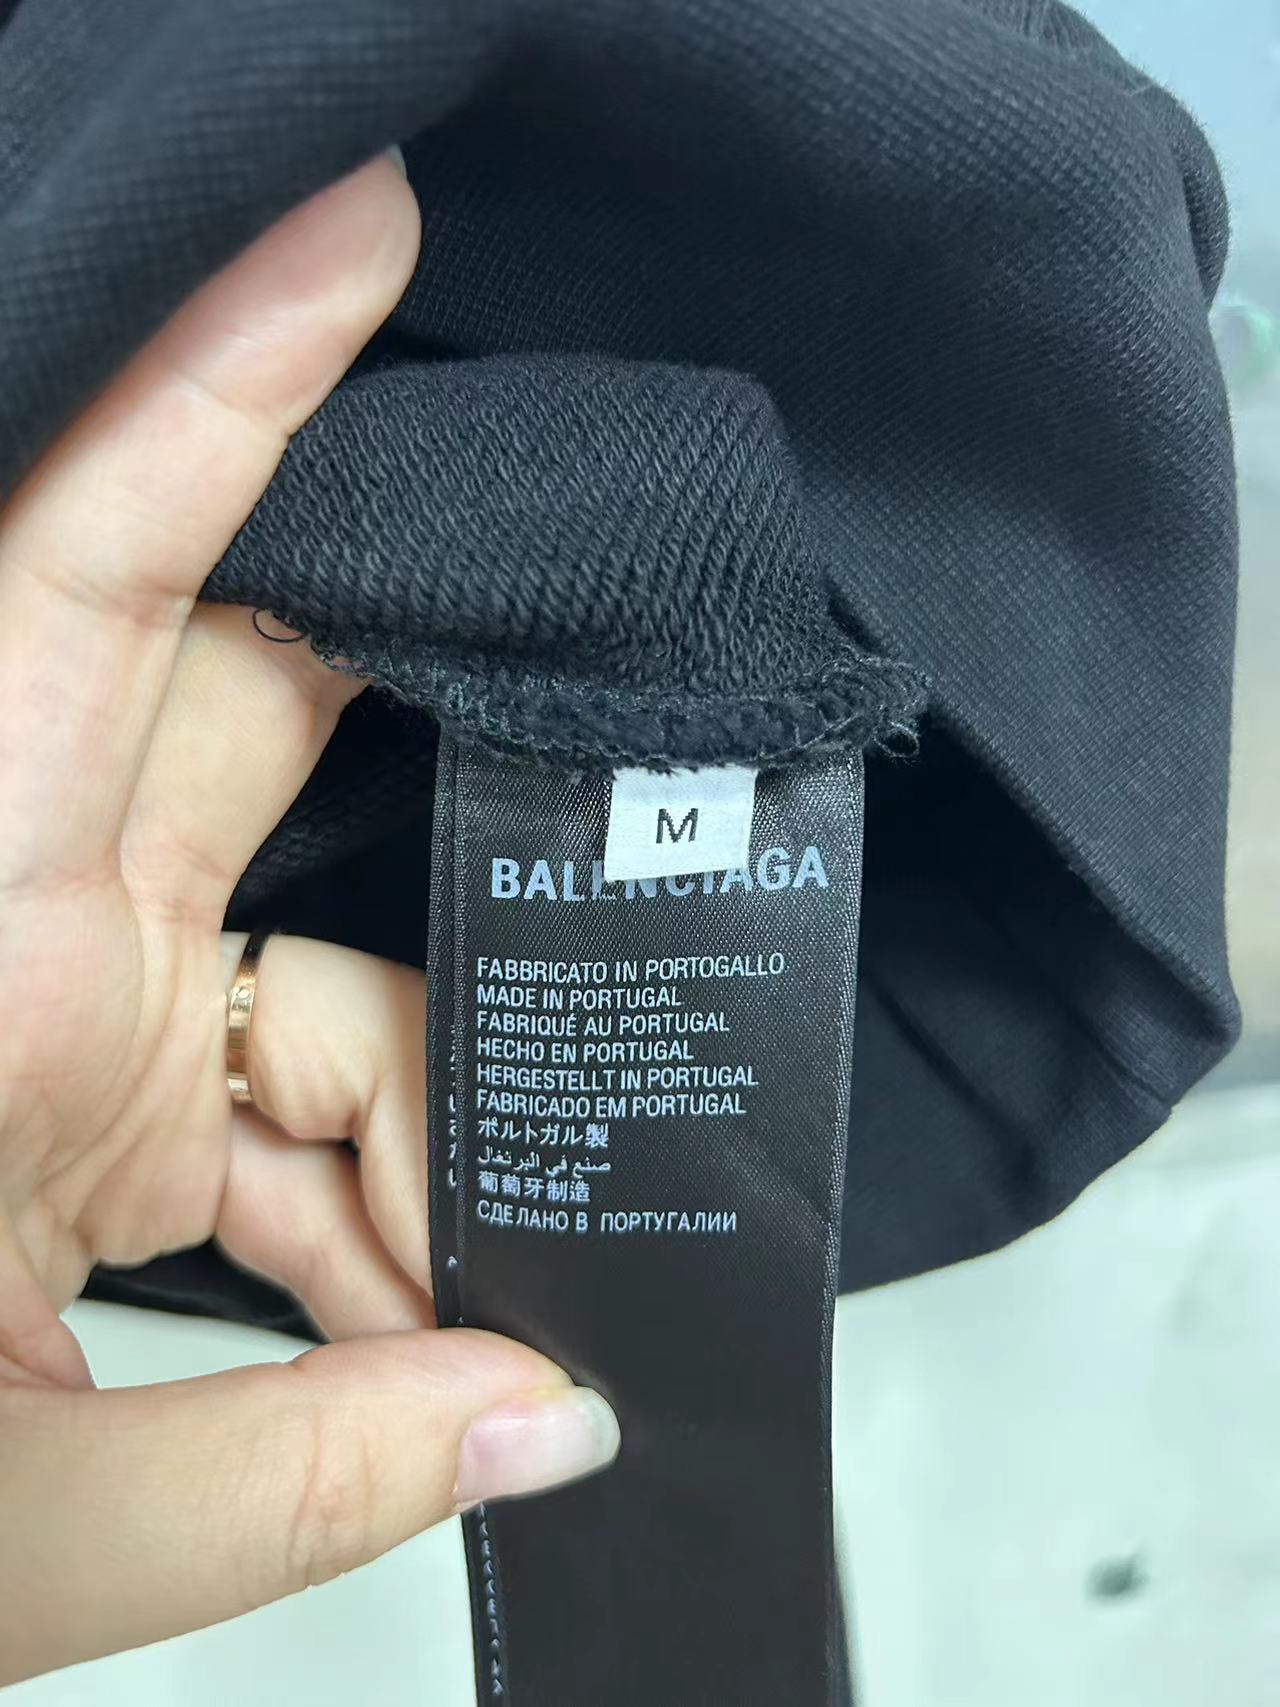 M
BALENCIAGA
FABBRICATO IN PORTOGALLO
MADE IN PORTUGAL
FABRIQUÉ AU PORTUGAL
HECHO EN PORTUGAL
HERGESTELLT IN PORTUGAL
FABRICADO EM PORTUGAL
ポルトガル製
صنع في البرتغال
葡萄牙制造
СДЕЛАНО В ПОРТУГАЛИИ